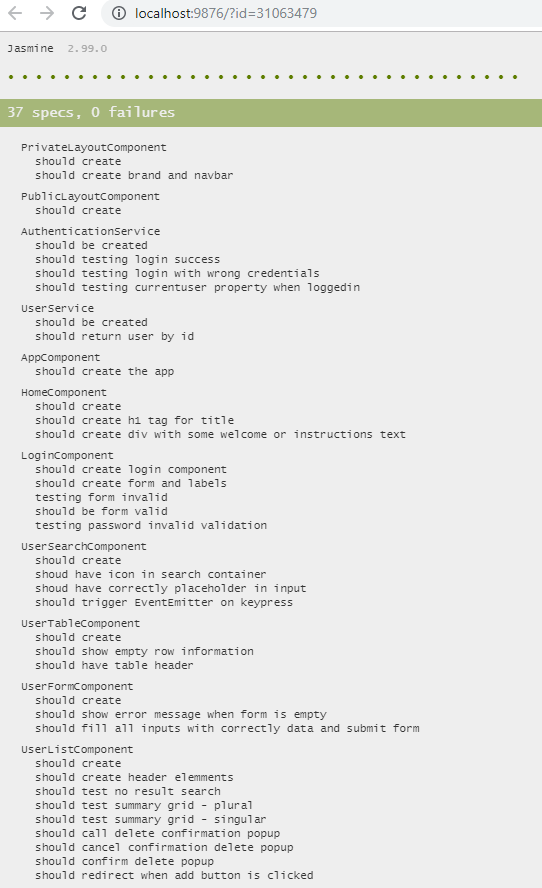 localhost:9876/?id=31063479
Jasmine 2.99.0
37 specs, 0 failures
PrivateLayoutComponent
should create
should create brand and navbar
PublicLayoutComponent
should create
AuthenticationService
should be created
should testing login success
should testing login with wrong credentials
should testing currentuser property when loggedin
UserService
should be created
should return user by id
AppComponent
should create the app
HomeComponent
should create
should create h1 tag for title
should create div with some welcome or instructions text
LoginComponent
should create login component
should create form and labels
testing form invalid
should be form valid
testing password invalid validation
UserSearchComponent
should create
shoud have icon in search container
shoud have correctly placeholder in input
should trigger EventEmitter on keypress
UserTableComponent
should create
should show empty row information
should have table header
UserFormComponent
should create
should show error message when form is empty
should fill all inputs with correctly data and submit form
UserListComponent
should create
should create header elemments
should test no result search
should test summary grid - plural
should test summary grid - singular
should call delete confirmation popup
should cancel confirmation delete popup
should confirm delete popup
should redirect when add button is clicked